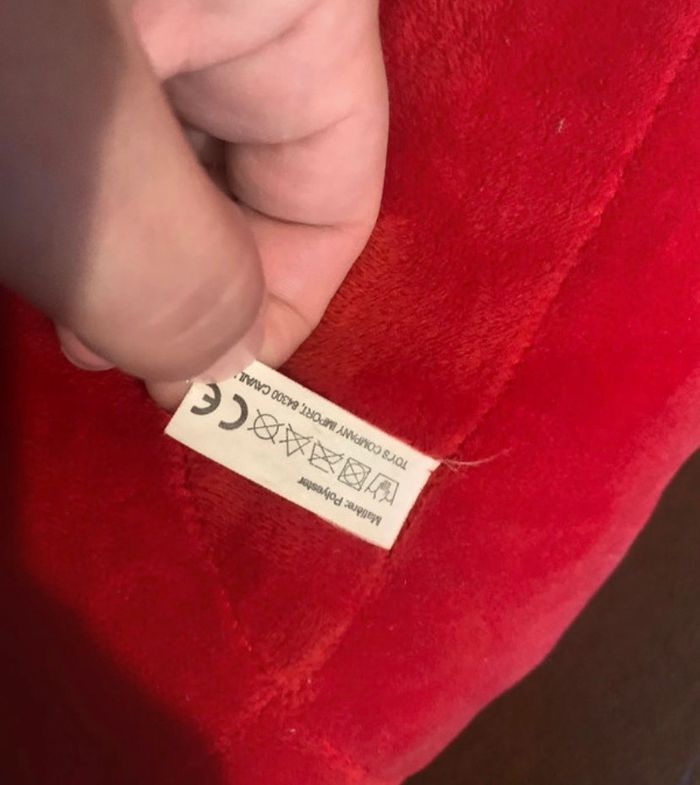 Matière: Polyester
CE
TOY'S COMPANY IMPORT, 84300 CAVAIL